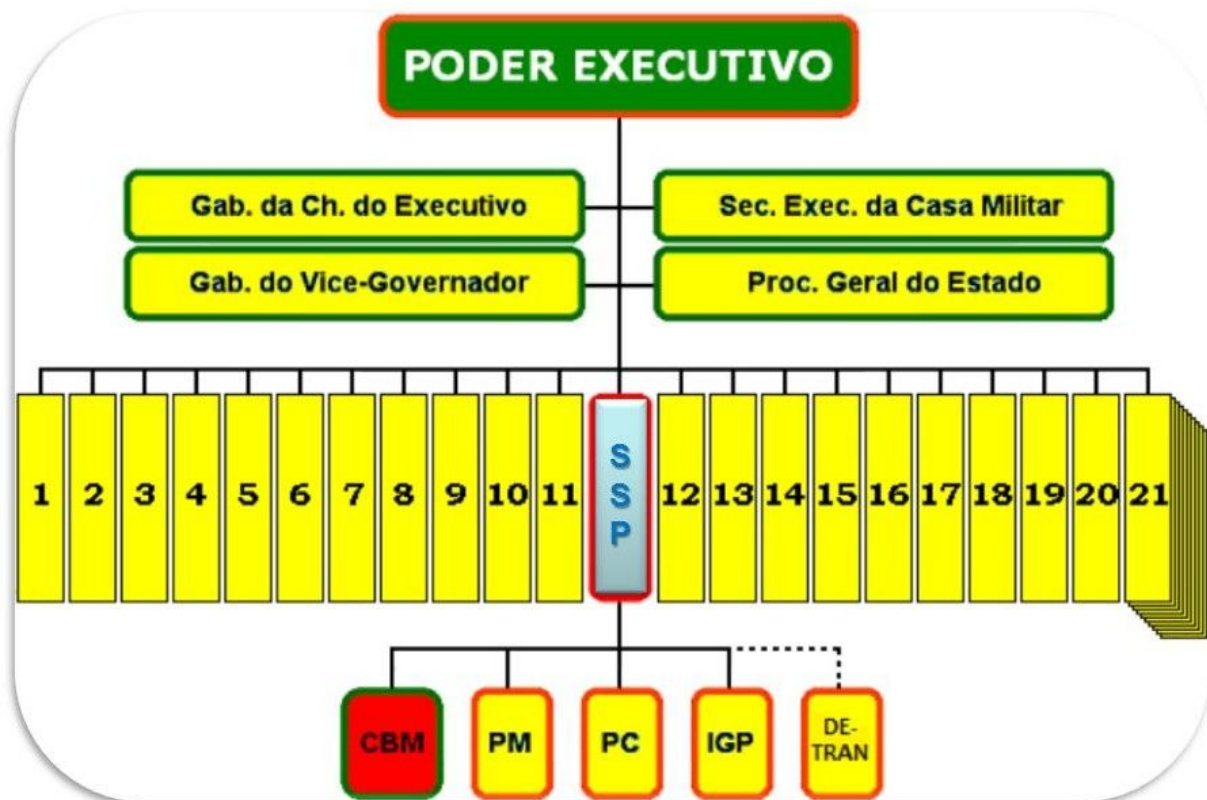 PODER EXECUTIVO
Gab. da Ch. do Executivo
Sec. Exec. da Casa Militar
Gab. do Vice-Governador
Proc. Geral do Estado
1 2 3 4 5 6 7 8 9 10 11
S
S
P
12 13 14 15 16 17 18 19 20 21
CBM
PM
PC
IGP
DE-
TRAN